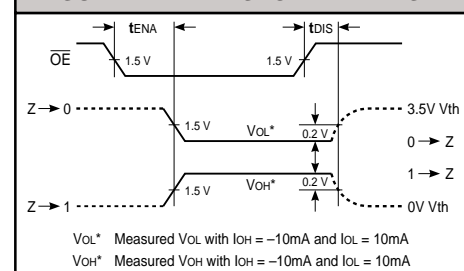 tENA tDIS
OE 1.5 V 1.5 V
Z 0 1.5 V VOL* 0.2 V 3.5V Vth
0 Z
1 Z
Z 1 1.5 V VOH* 0.2 V 0V Vth
VOL* Measured VOL with IOH = –10mA and IOL = 10mA
VOH* Measured VOH with IOH = –10mA and IOL = 10mA